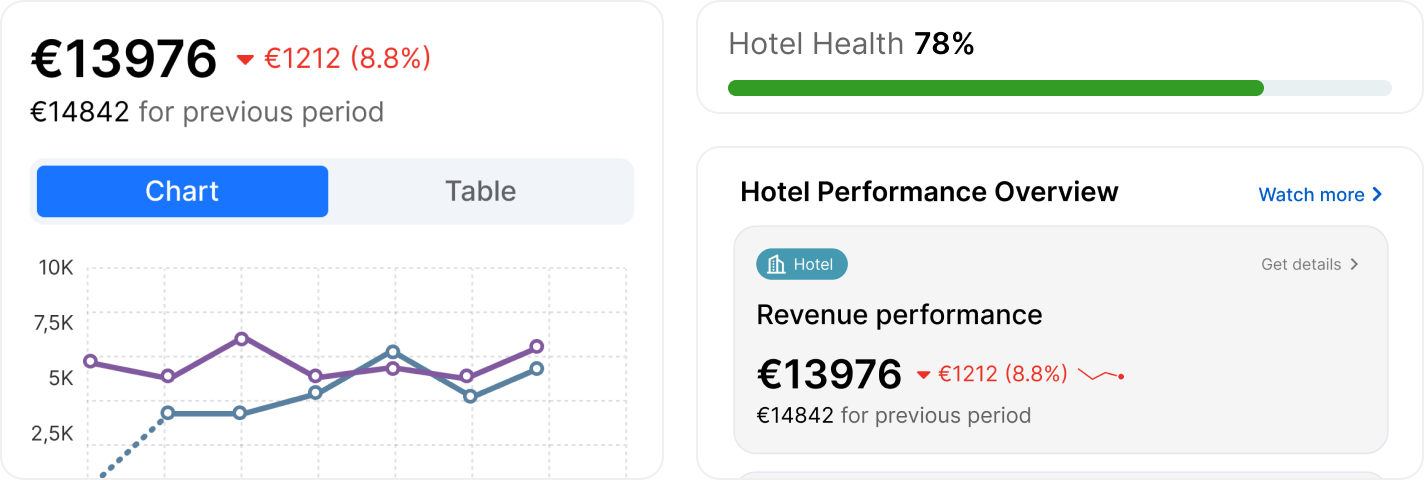 €13976 €1212 (8.8%)
€14842 for previous period
Chart Table
10K
7,5K
5K
2,5K
Hotel Health 78%
Hotel Performance Overview Watch more
Hotel Get details
Revenue performance
€13976 €1212 (8.8%)
€14842 for previous period